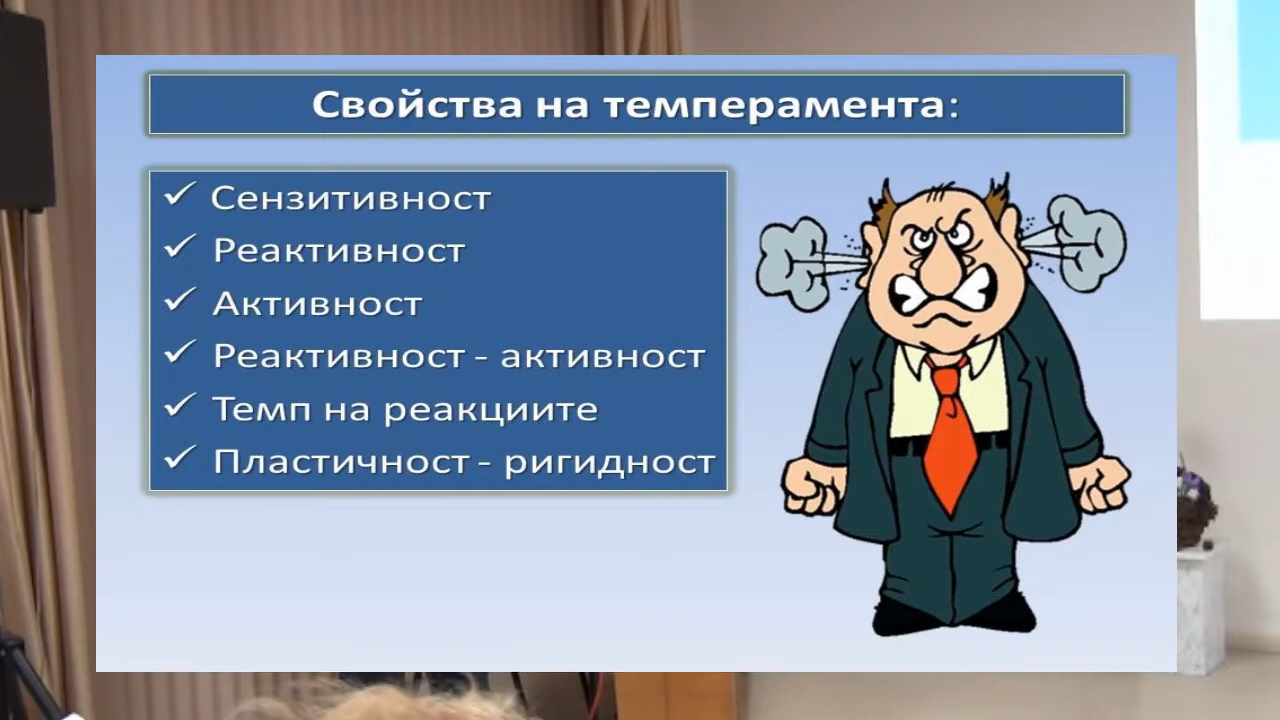 Свойства на темперамента:
Сензитивност
Реактивност
Активност
Реактивност - активност
Темп на реакциите
Пластичност - ригидност